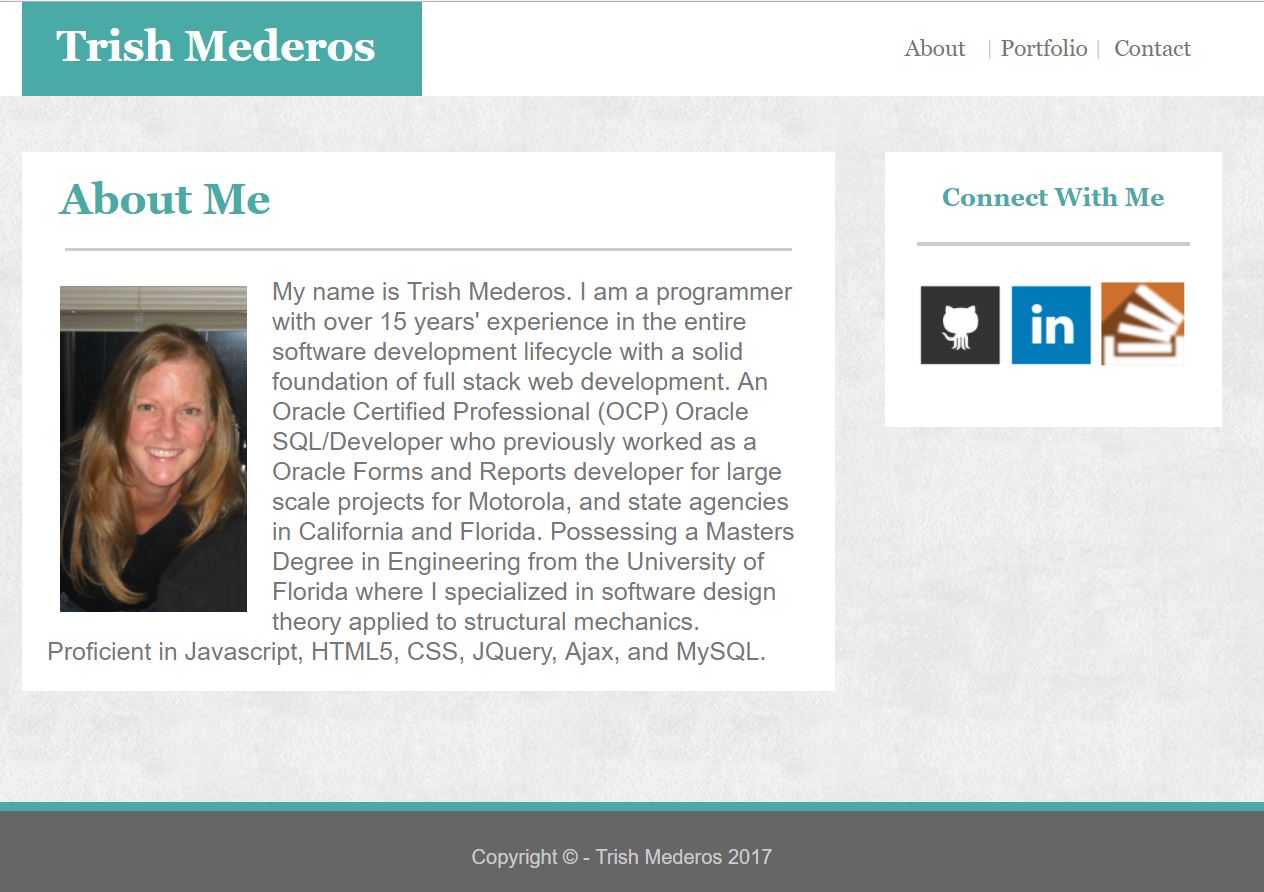 Trish Mederos
About | Portfolio | Contact
About Me
My name is Trish Mederos. I am a programmer
with over 15 years' experience in the entire
software development lifecycle with a solid
foundation of full stack web development. An
Oracle Certified Professional (OCP) Oracle
SQL/Developer who previously worked as a
Oracle Forms and Reports developer for large
scale projects for Motorola, and state agencies
in California and Florida. Possessing a Masters
Degree in Engineering from the University of
Florida where I specialized in software design
theory applied to structural mechanics.
Proficient in Javascript, HTML5, CSS, JQuery, Ajax, and MySQL.
Connect With Me
in
Copyright © - Trish Mederos 2017